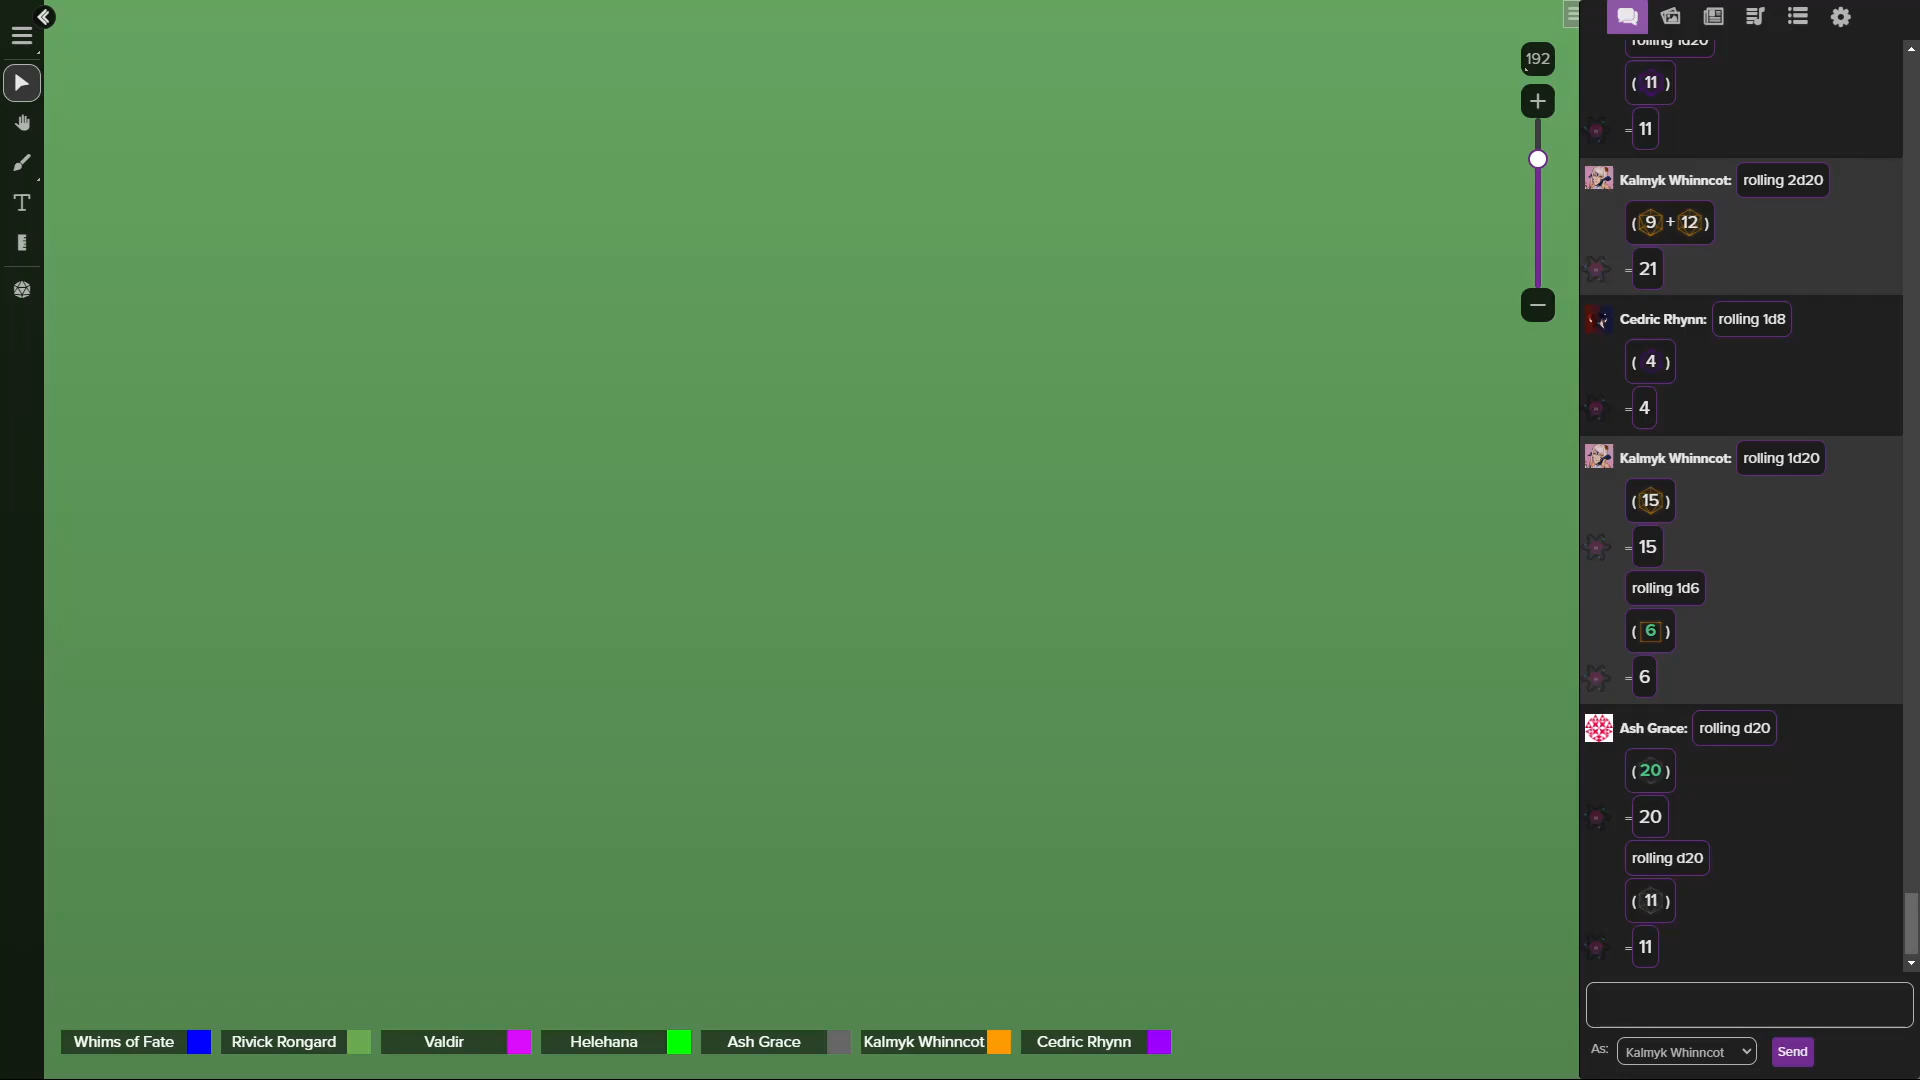 192
rolling 1d20
( 11 )
= 11
Kalmyk Whinncot: rolling 2d20
( 9 + 12 )
= 21
Cedric Rhynn: rolling 1d8
( 4 )
= 4
Kalmyk Whinncot: rolling 1d20
( 15 )
= 15
rolling 1d6
( 6 )
= 6
Ash Grace: rolling d20
( 20 )
= 20
rolling d20
( 11 )
= 11
Whims of Fate Rivick Rongard Valdir Helehana Ash Grace Kalmyk Whinncot Cedric Rhynn
As: Kalmyk Whinncot Send